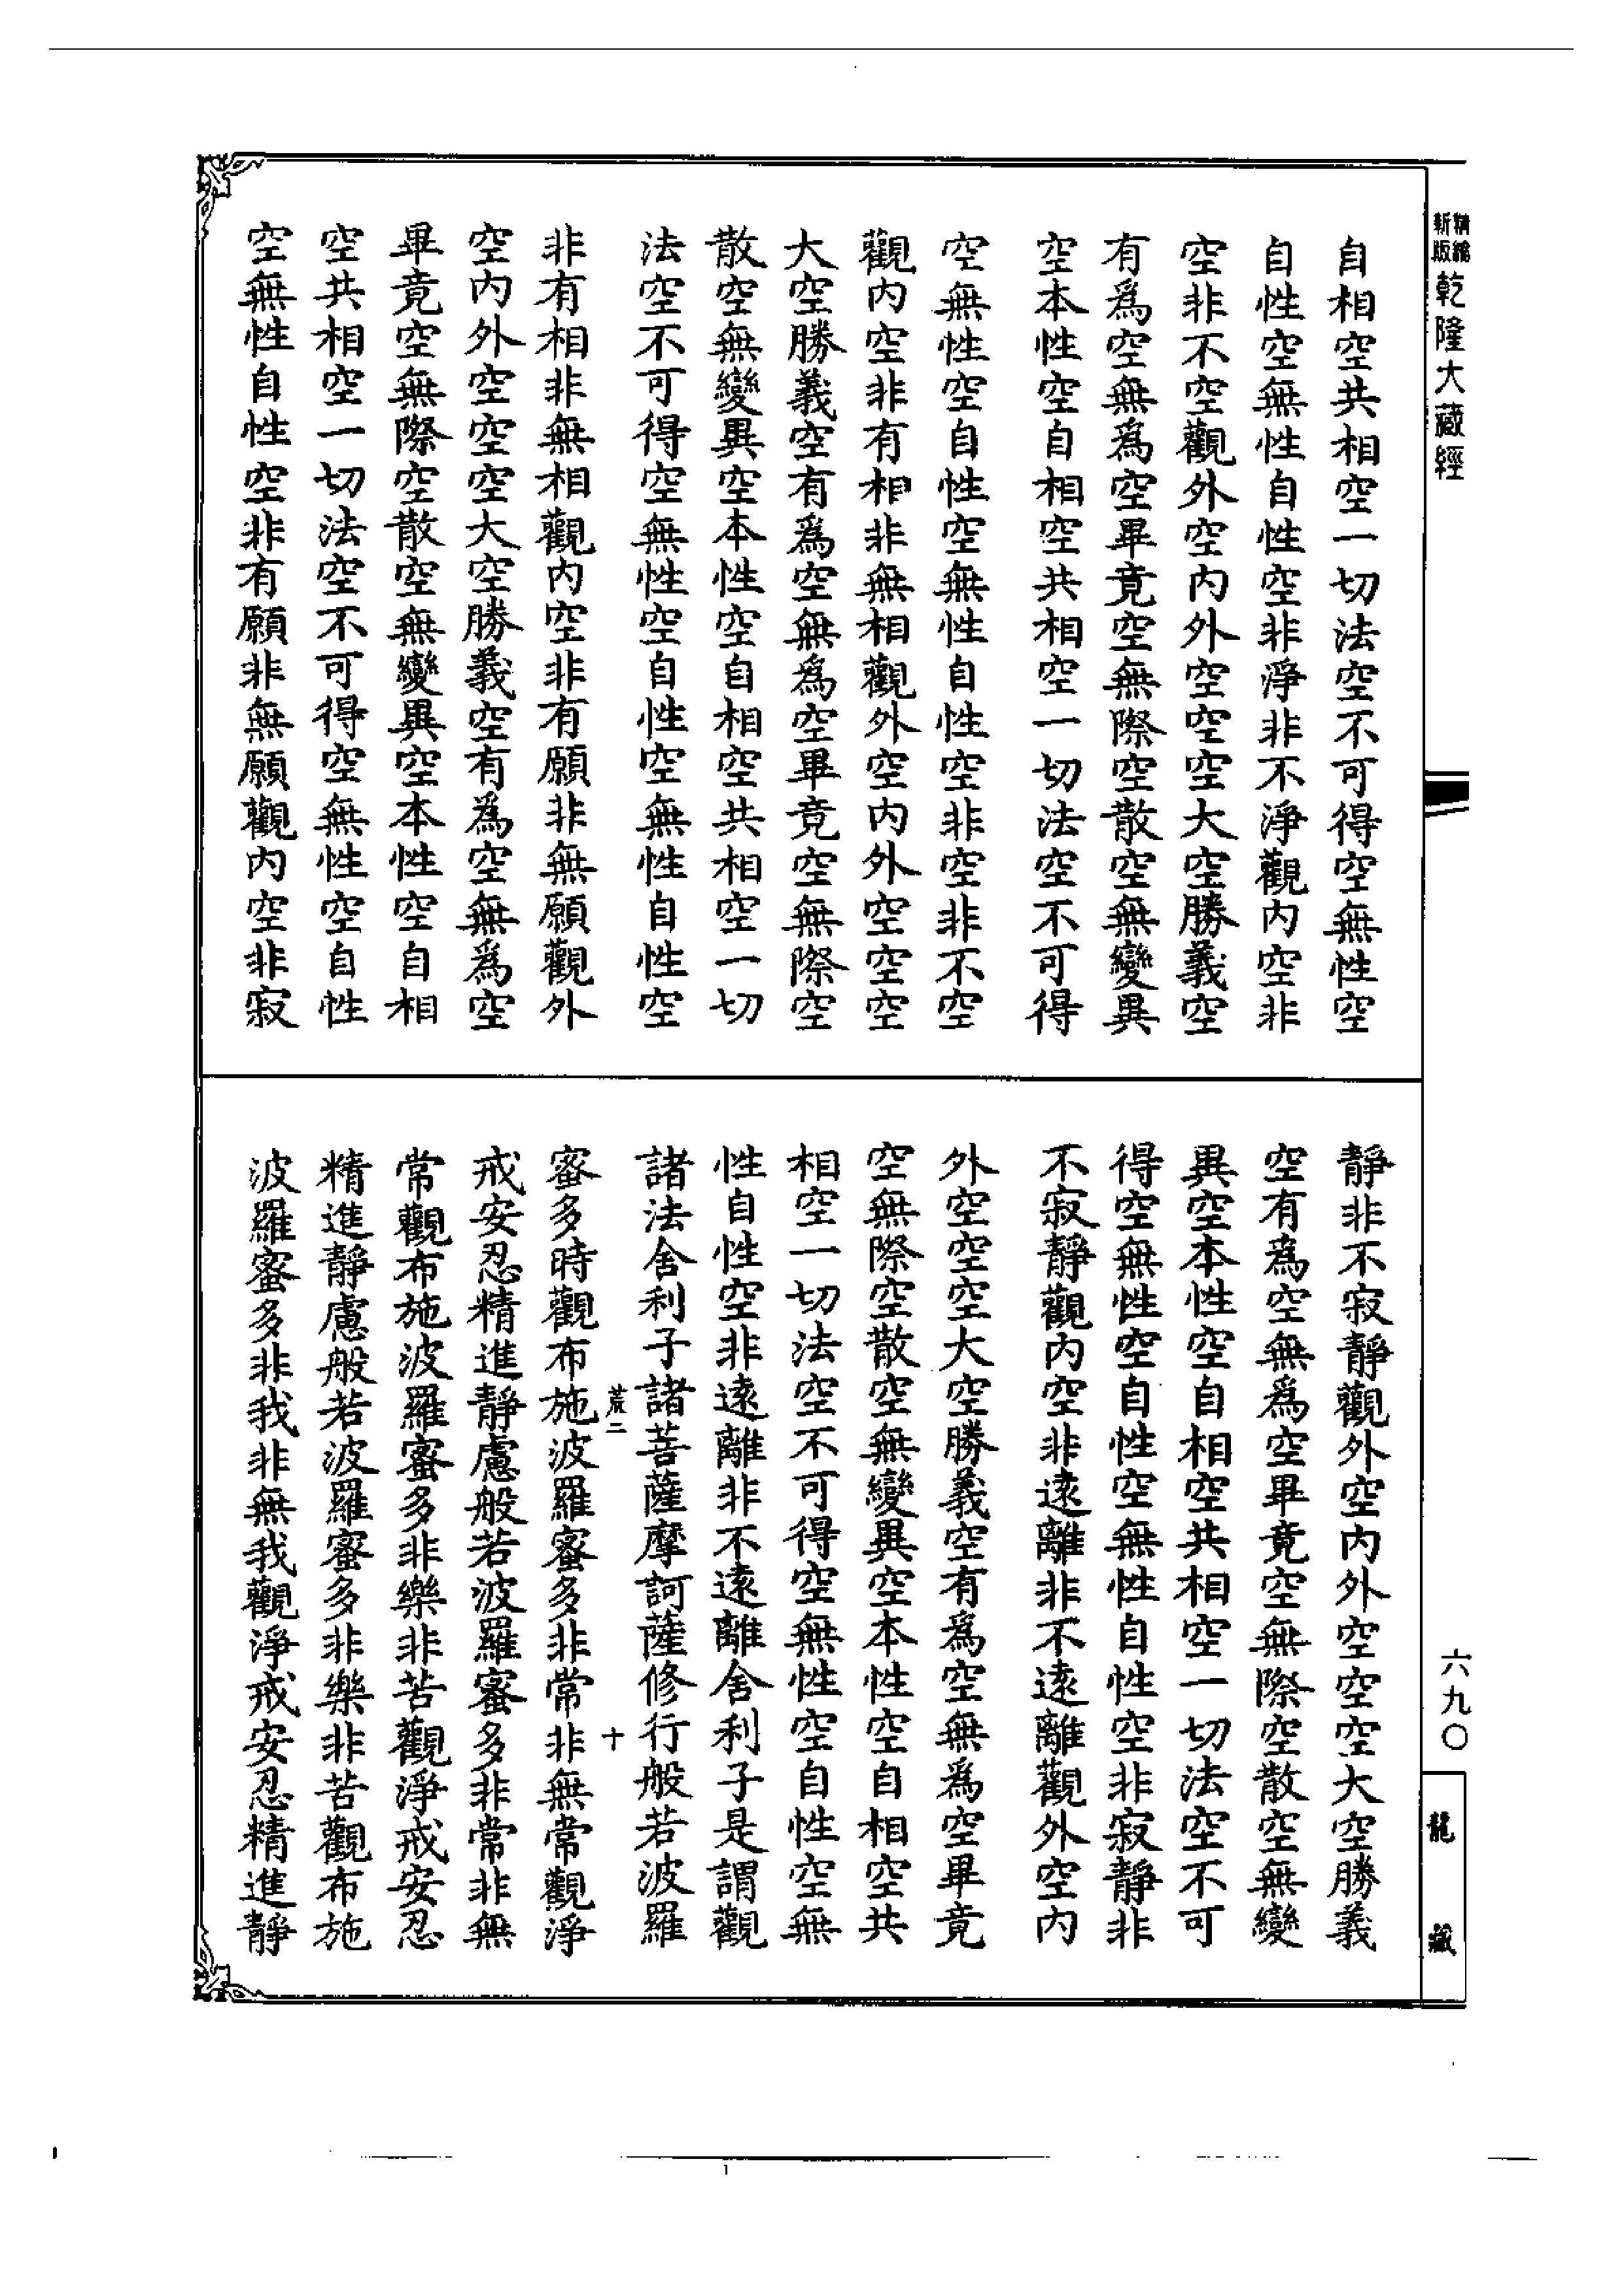 精縮新版乾隆大藏經
自相空共相空一切法空不可得空無性空
自性空無性自性空非淨非不淨觀內空非
空非不空觀外空內外空空空大空勝義空
有為空無為空畢竟空無際空散空無變異
空本性空自相空共相空一切法空不可得
空無性空自性空無性自性空非空非不空
觀內空非有相非無相觀外空內外空空空
大空勝義空有為空無為空畢竟空無際空
散空無變異空本性空自相空共相空一切
法空不可得空無性空自性空無性自性空
非有相非無相觀內空非有願非無願觀外
空內外空空空大空勝義空有為空無為空
畢竟空無際空散空無變異空本性空自相
空共相空一切法空不可得空無性空自性
空無性自性空非有願非無願觀內空非寂
靜非不寂靜觀外空內外空空空大空勝義
空有為空無為空畢竟空無際空散空無變
異空本性空自相空共相空一切法空不可
得空無性空自性空無性自性空非寂靜非
不寂靜觀內空非遠離非不遠離觀外空內
外空空空大空勝義空有為空無為空畢竟
空無際空散空無變異空本性空自相空共
相空一切法空不可得空無性空自性空無
性自性空非遠離非不遠離舍利子是謂觀
諸法舍利子諸菩薩摩訶薩修行般若波羅
荒二 十
蜜多時觀布施波羅蜜多非常非無常觀淨
戒安忍精進靜慮般若波羅蜜多非常非無
常觀布施波羅蜜多非樂非苦觀淨戒安忍
精進靜慮般若波羅蜜多非樂非苦觀布施
波羅蜜多非我非無我觀淨戒安忍精進靜
六九〇
龍藏